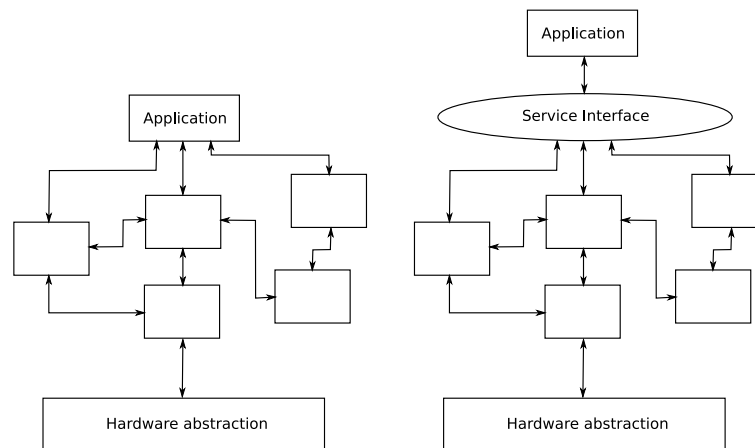 Application
Application
Service Interface
Hardware abstraction
Hardware abstraction